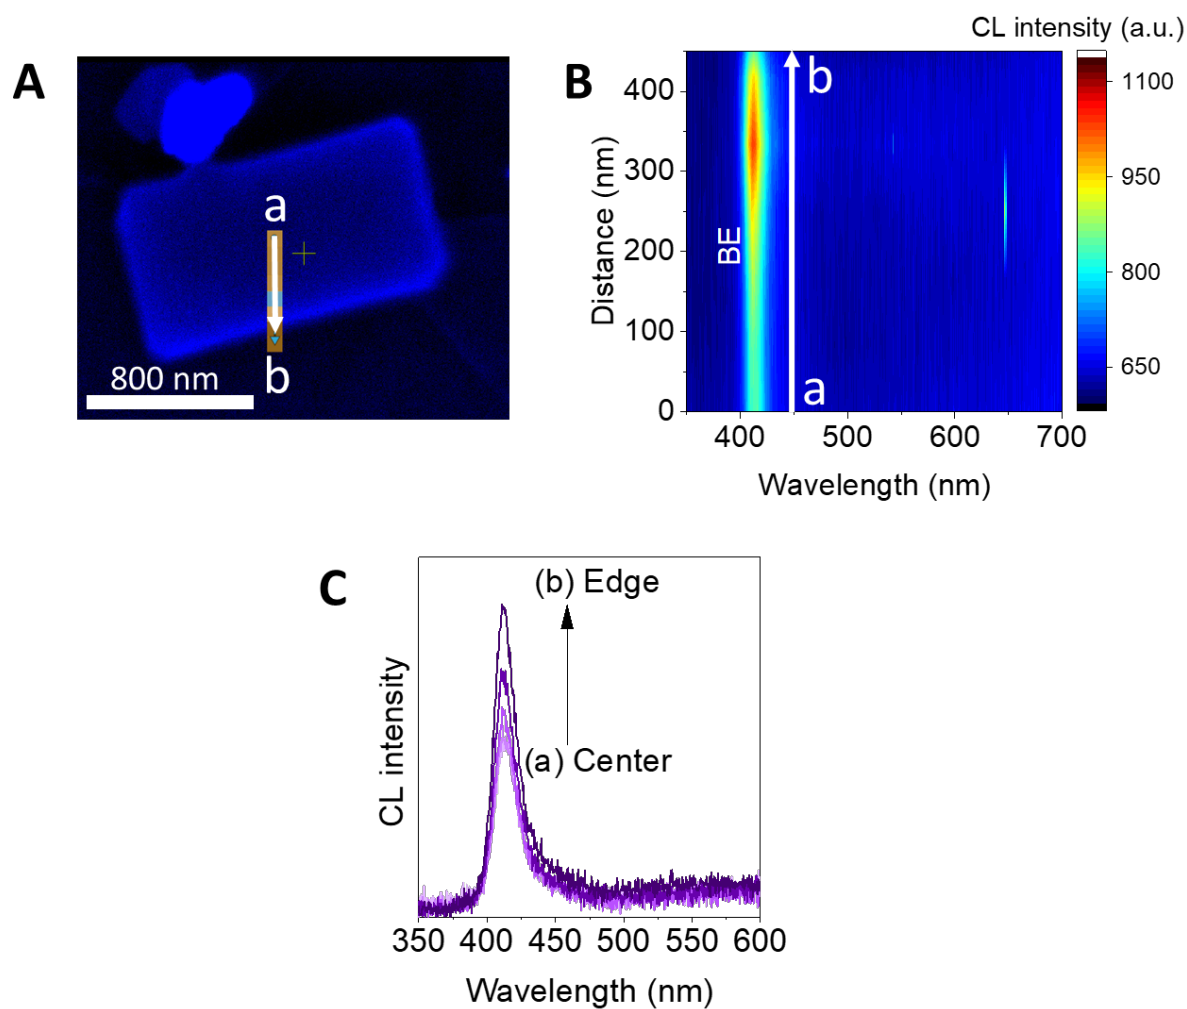 CL intensity (a.u.)
A
B
a
b
800 nm
400
300
200
100
0
Distance (nm)
BE
b
a
1100
950
800
650
400
500
600
700
Wavelength (nm)
C
(b) Edge
(a) Center
CL intensity
350
400
450
500
550
600
Wavelength (nm)